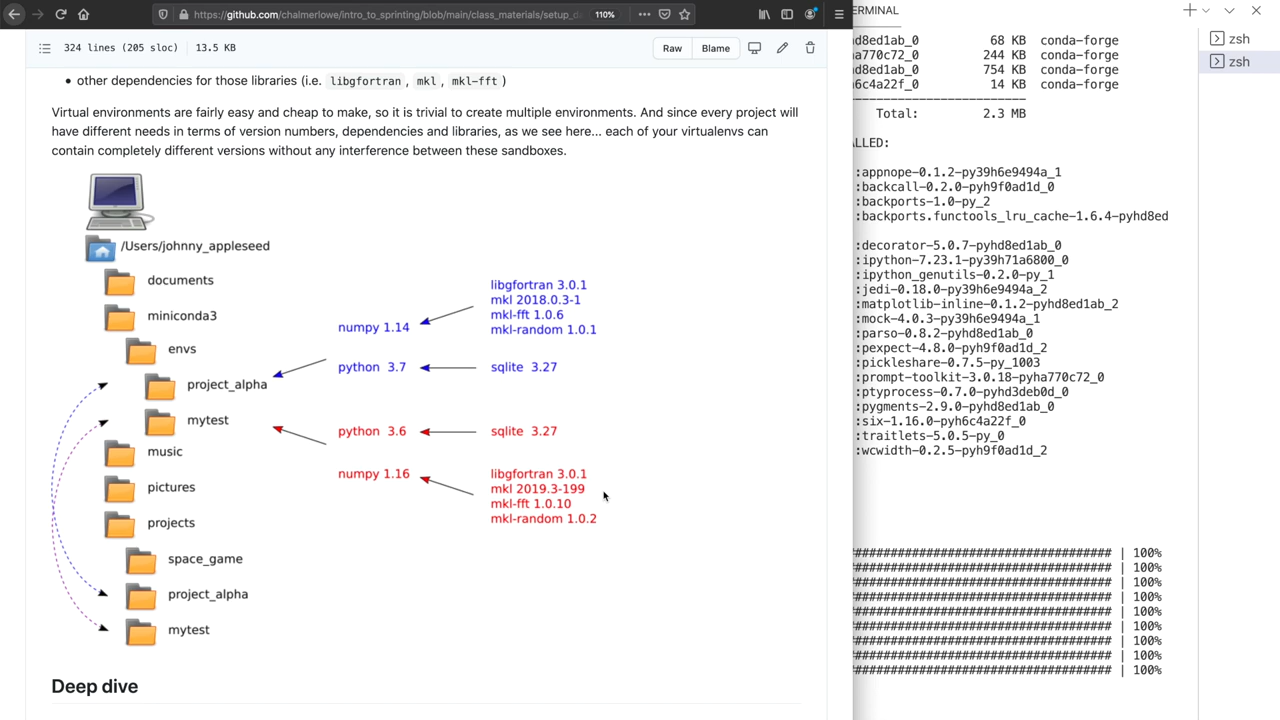 https://github.com/chalmerlowe/intro_to_sprinting/blob/main/class_materials/setup_d
110%
324 lines (205 sloc)
13.5 KB
Raw
Blame
other dependencies for those libraries (i.e. libgfortran , mkl , mkl-fft )
Virtual environments are fairly easy and cheap to make, so it is trivial to create multiple environments. And since every project will
have different needs in terms of version numbers, dependencies and libraries, as we see here... each of your virtualenvs can
contain completely different versions without any interference between these sandboxes.
/Users/johnny_appleseed
documents
miniconda3
envs
project_alpha
mytest
music
pictures
projects
space_game
project_alpha
mytest
numpy 1.14
python 3.7
python 3.6
numpy 1.16
libgfortran 3.0.1
mkl 2018.0.3-1
mkl-fft 1.0.6
mkl-random 1.0.1
sqlite 3.27
sqlite 3.27
libgfortran 3.0.1
mkl 2019.3-199
mkl-fft 1.0.10
mkl-random 1.0.2
Deep dive
ERMINAL
hd8ed1ab_0 68 KB conda-forge
ha770c72_0 244 KB conda-forge
hd8ed1ab_0 754 KB conda-forge
h6c4a22f_0 14 KB conda-forge
------------------------------
Total: 2.3 MB
ALLED:
:appnope-0.1.2-py39h6e9494a_1
:backcall-0.2.0-pyh9f0ad1d_0
:backports-1.0-py_2
:backports.functools_lru_cache-1.6.4-pyhd8ed
:decorator-5.0.7-pyhd8ed1ab_0
:ipython-7.23.1-py39h71a6800_0
:ipython_genutils-0.2.0-py_1
:jedi-0.18.0-py39h6e9494a_2
:matplotlib-inline-0.1.2-pyhd8ed1ab_2
:mock-4.0.3-py39h6e9494a_1
:parso-0.8.2-pyhd8ed1ab_0
:pexpect-4.8.0-pyh9f0ad1d_2
:pickleshare-0.7.5-py_1003
:prompt-toolkit-3.0.18-pyha770c72_0
:ptyprocess-0.7.0-pyhd3deb0d_0
:pygments-2.9.0-pyhd8ed1ab_0
:six-1.16.0-pyh6c4a22f_0
:traitlets-5.0.5-py_0
:wcwidth-0.2.5-pyh9f0ad1d_2
#################################### | 100%
#################################### | 100%
#################################### | 100%
#################################### | 100%
#################################### | 100%
#################################### | 100%
#################################### | 100%
#################################### | 100%
#################################### | 100%
zsh
zsh